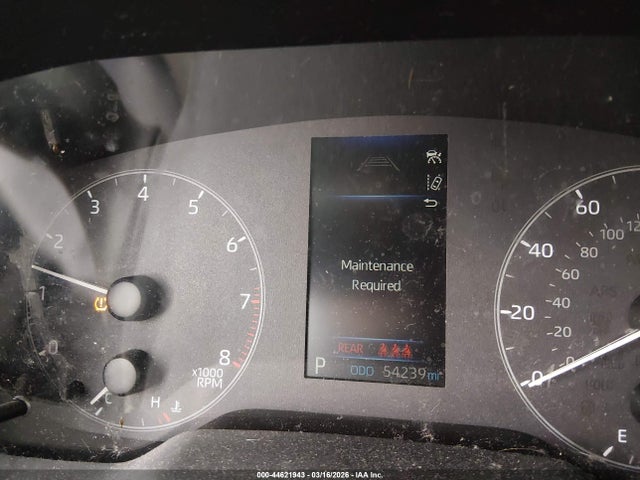 4
3
5
2
6
1
7
0
8
x1000
RPM
C
H
Maintenance
Required
REAR
P
ODO 54239 mi
60
40
20
0
100
80
60
40
20
0
E
000-44621943 - 03/16/2026 - IAA Inc.